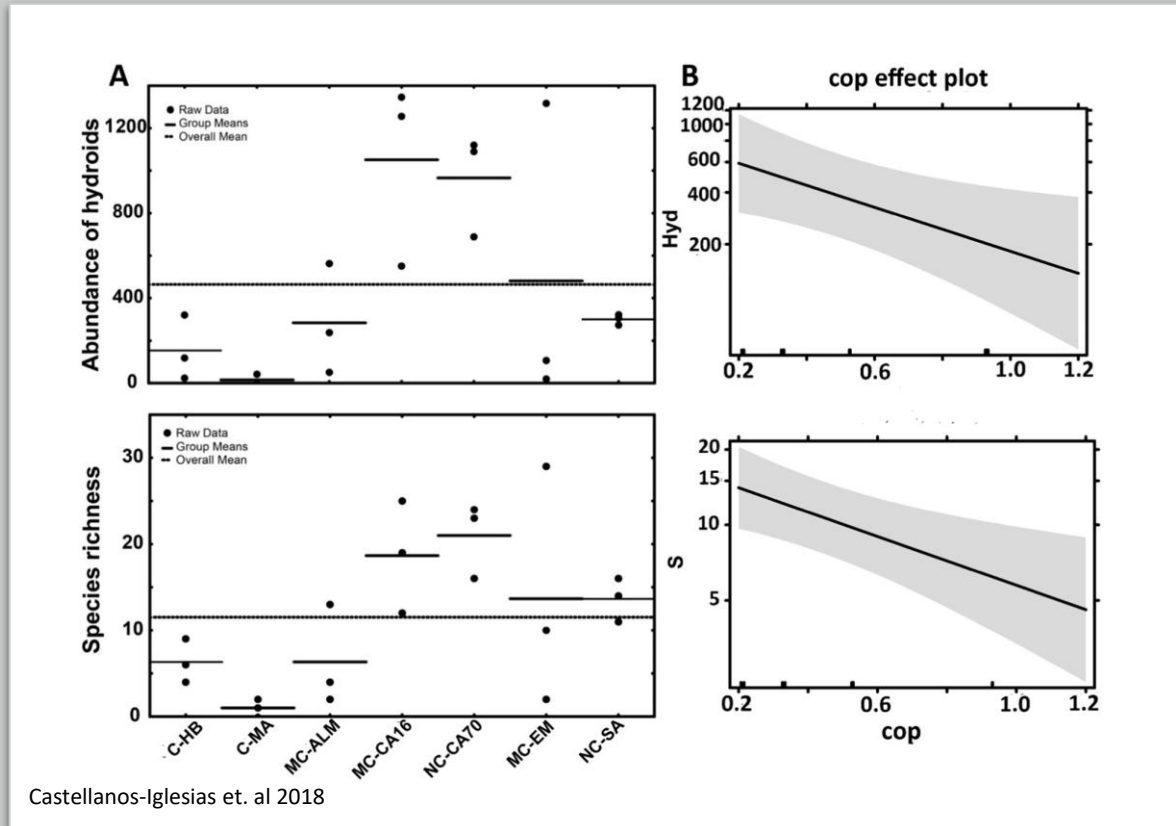 A
Raw Data
Group Means
Overall Mean
Abundance of hydroids
1200
800
400
0
B
cop effect plot
Hyd
1200
1000
600
400
200
0.2 0.6 1.0 1.2
Raw Data
Group Means
Overall Mean
Species richness
30
20
10
0
C-HB
C-MA
MC-ALM
MC-CA16
NC-CA70
MC-EM
NC-SA
S
20
15
10
5
0.2 0.6 1.0 1.2
cop
Castellanos-Iglesias et. al 2018